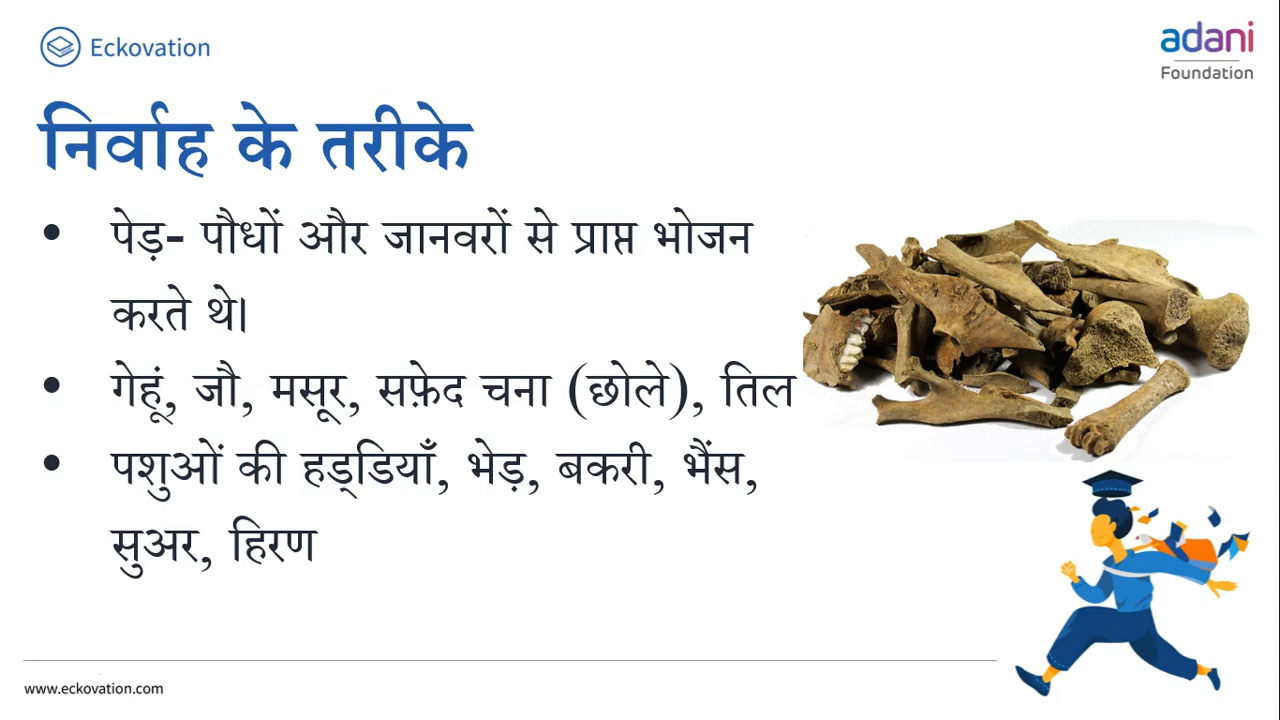 Eckovation
adani
Foundation
निर्वाह के तरीके
• पेड़- पौधों और जानवरों से प्राप्त भोजन
करते थे।
• गेहूं, जौ, मसूर, सफ़ेद चना (छोले), तिल
• पशुओं की हड्डियाँ, भेड़, बकरी, भैंस,
सुअर, हिरण
www.eckovation.com